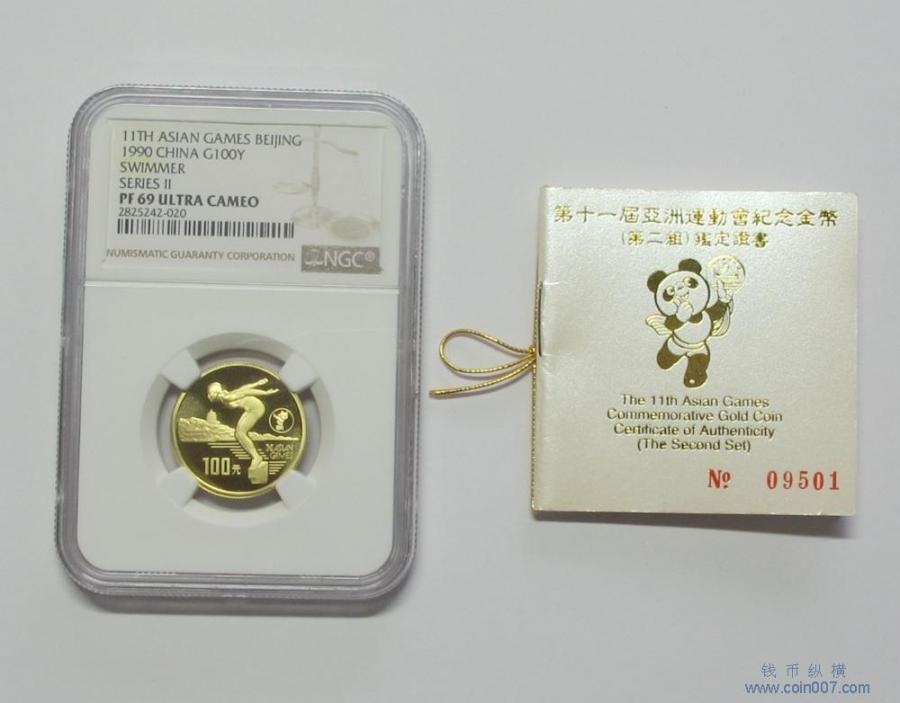 11TH ASIAN GAMES BEIJING
1990 CHINA G100Y
SWIMMER
SERIES II
PF 69 ULTRA CAMEO
2825242-020
NUMISMATIC GUARANTY CORPORATION
NGC®
100元
第十一屆亞洲運動會紀念金幣
(第二組)鑑定證書
The 11th Asian Games
Commemorative Gold Coin
Certificate of Authenticity
(The Second Set)
№ 09501
钱币纵横
www.coin007.com